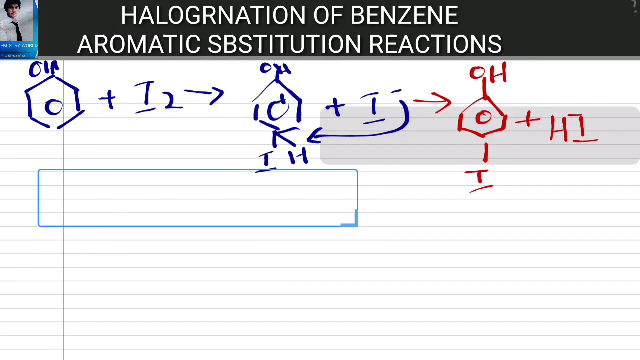 HALOGRNATION OF BENZENE
AROMATIC SBSTITUTION REACTIONS
OH OH OH
+ I2 → + I⁻ → + HI
I H
I